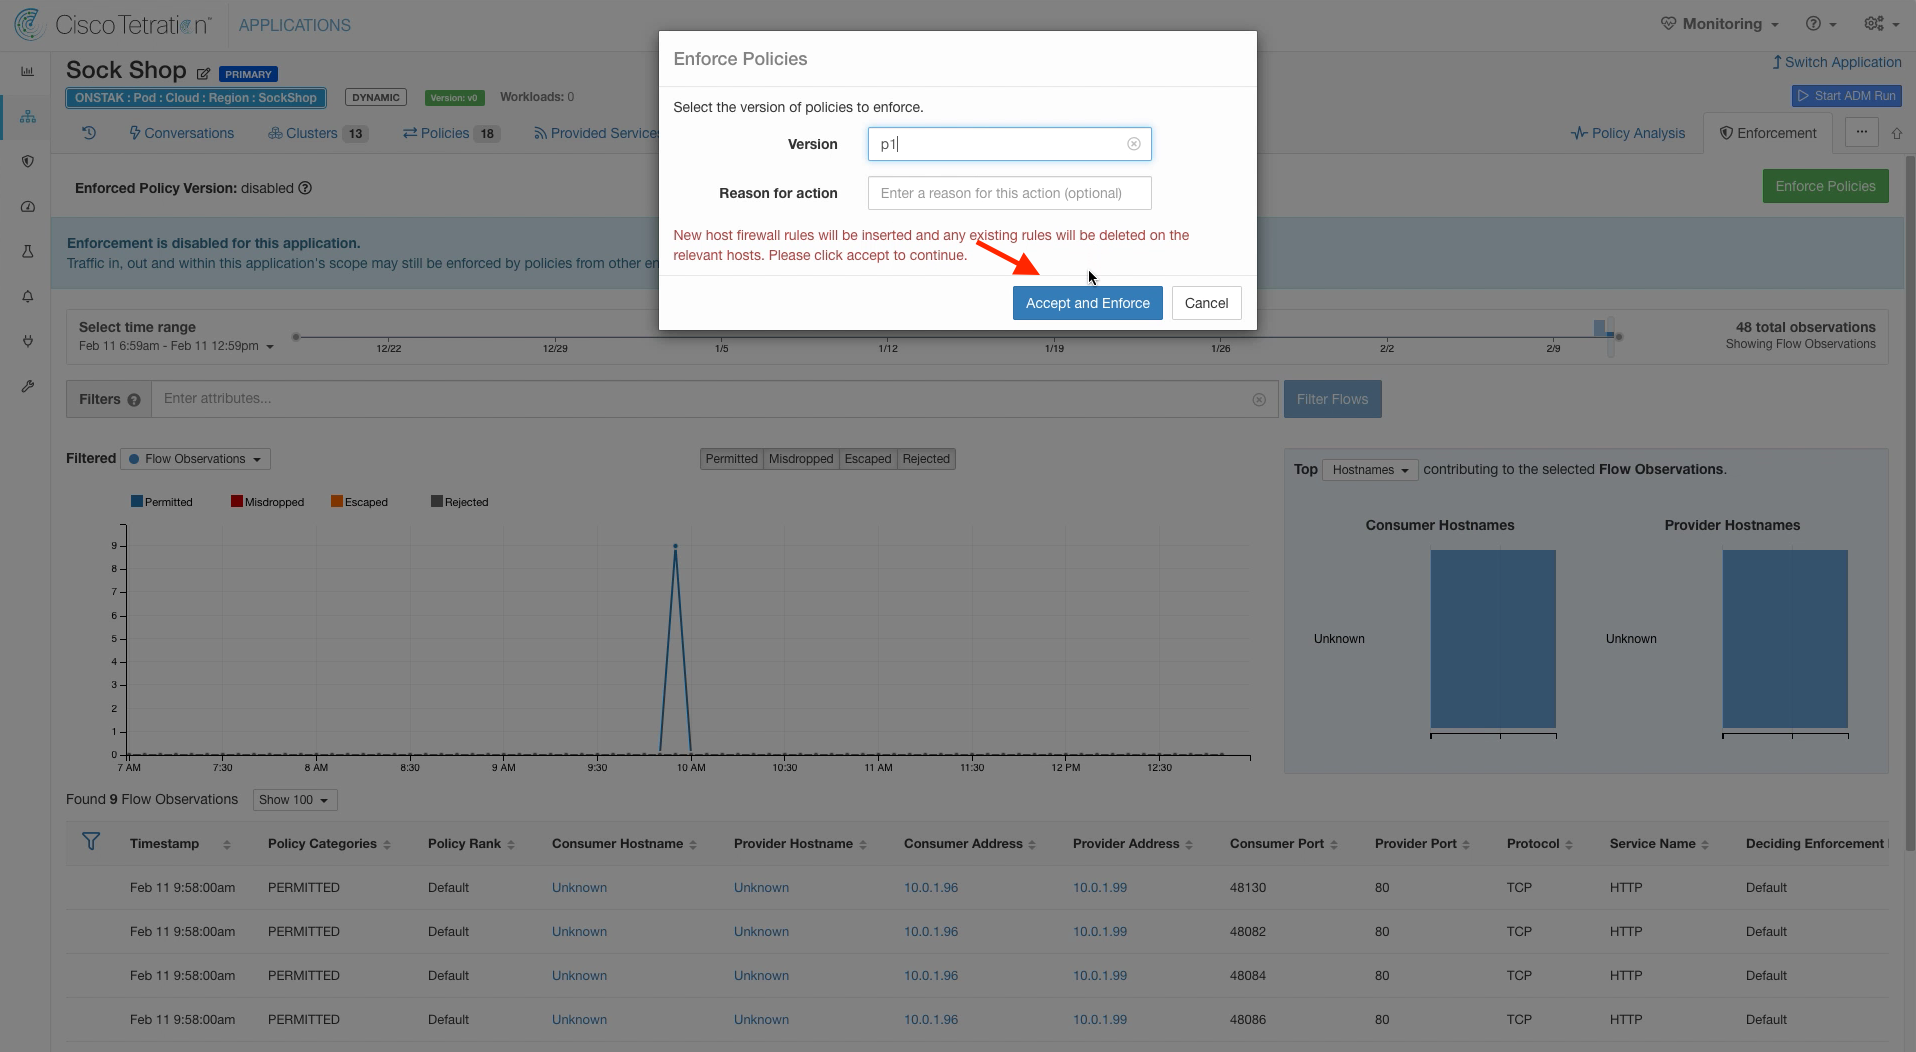 Cisco Tetration™ APPLICATIONS
Monitoring
Sock Shop PRIMARY
Switch Application
ONSTAK : Pod : Cloud : Region : SockShop DYNAMIC Version: v0 Workloads: 0
Start ADM Run
Conversations Clusters 13 Policies 18 Provided Services
Policy Analysis Enforcement ...
Enforced Policy Version: disabled ?
Enforce Policies
Enforcement is disabled for this application.
Traffic in, out and within this application's scope may still be enforced by policies from other en
Enforce Policies
Select the version of policies to enforce.
Version p1
Reason for action Enter a reason for this action (optional)
New host firewall rules will be inserted and any existing rules will be deleted on the
relevant hosts. Please click accept to continue.
Accept and Enforce Cancel
Select time range
Feb 11 6:59am - Feb 11 12:59pm
12/22 12/29 1/5 1/12 1/19 1/26 2/2 2/9
48 total observations
Showing Flow Observations
Filters ? Enter attributes... Filter Flows
Filtered Flow Observations
Permitted Misdropped Escaped Rejected
Permitted Misdropped Escaped Rejected
9
8
7
6
5
4
3
2
1
0
7 AM 7:30 8 AM 8:30 9 AM 9:30 10 AM 10:30 11 AM 11:30 12 PM 12:30
Top Hostnames contributing to the selected Flow Observations.
Consumer Hostnames Provider Hostnames
Unknown Unknown
Found 9 Flow Observations Show 100
Timestamp Policy Categories Policy Rank Consumer Hostname Provider Hostname Consumer Address Provider Address Consumer Port Provider Port Protocol Service Name Deciding Enforcement
Feb 11 9:58:00am PERMITTED Default Unknown Unknown 10.0.1.96 10.0.1.99 48130 80 TCP HTTP Default
Feb 11 9:58:00am PERMITTED Default Unknown Unknown 10.0.1.96 10.0.1.99 48082 80 TCP HTTP Default
Feb 11 9:58:00am PERMITTED Default Unknown Unknown 10.0.1.96 10.0.1.99 48084 80 TCP HTTP Default
Feb 11 9:58:00am PERMITTED Default Unknown Unknown 10.0.1.96 10.0.1.99 48086 80 TCP HTTP Default